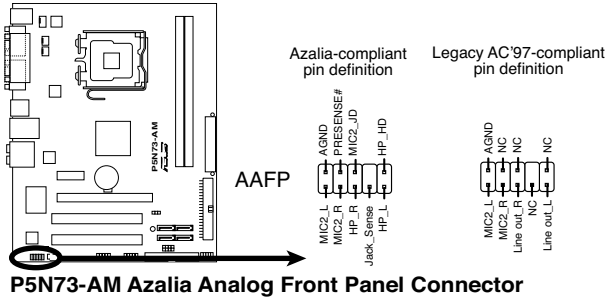 Azalia-compliant
pin definition
Legacy AC'97-compliant
pin definition
AGND
PRESENSE#
MIC2_JD
HP_HD
AGND
NC
NC
NC
AAFP
MIC2_L
MIC2_R
HP_R
Jack_Sense
HP_L
MIC2_L
MIC2_R
Line out_R
NC
Line out_L
P5N73-AM
P5N73-AM Azalia Analog Front Panel Connector